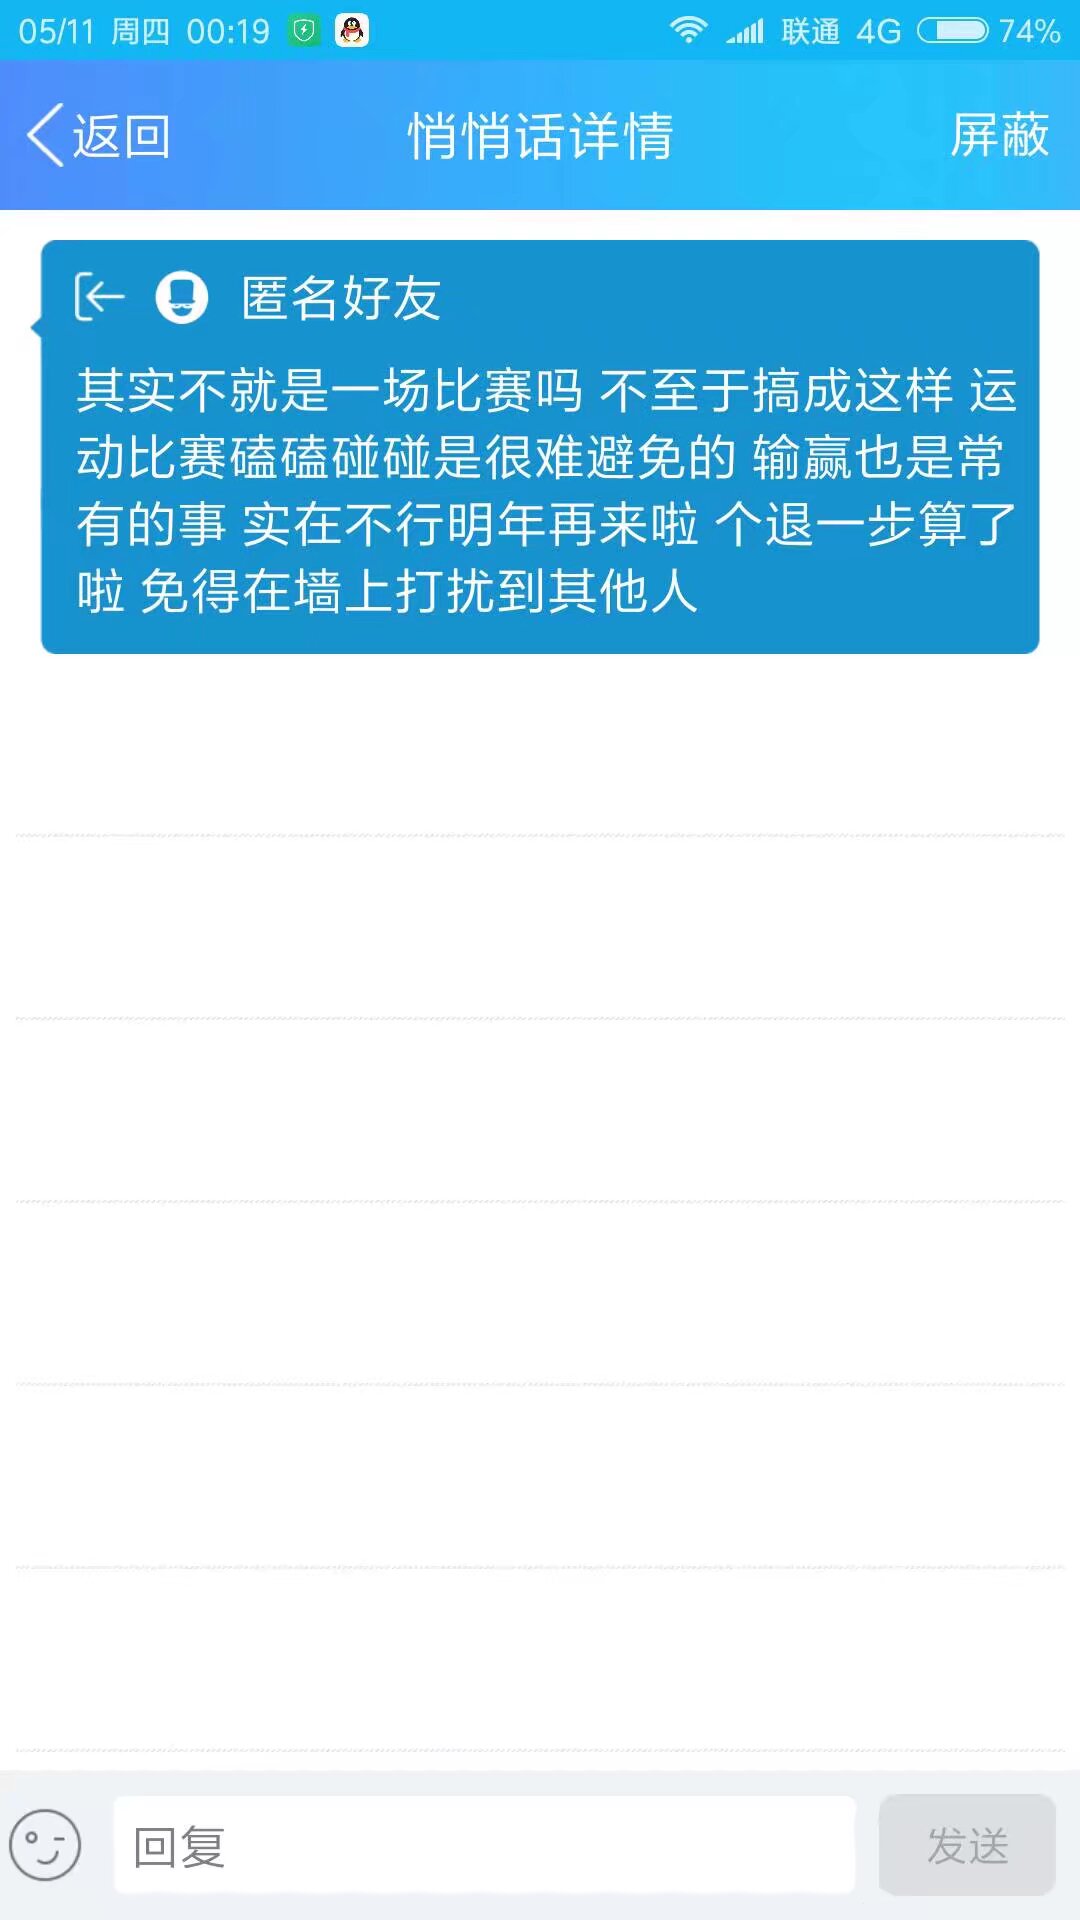 05/11 周四 00:19 联通 4G 74%
返回 悄悄话详情 屏蔽
匿名好友
其实不就是一场比赛吗 不至于搞成这样 运
动比赛磕磕碰碰是很难避免的 输赢也是常
有的事 实在不行明年再来啦 个退一步算了
啦 免得在墙上打扰到其他人
回复 发送